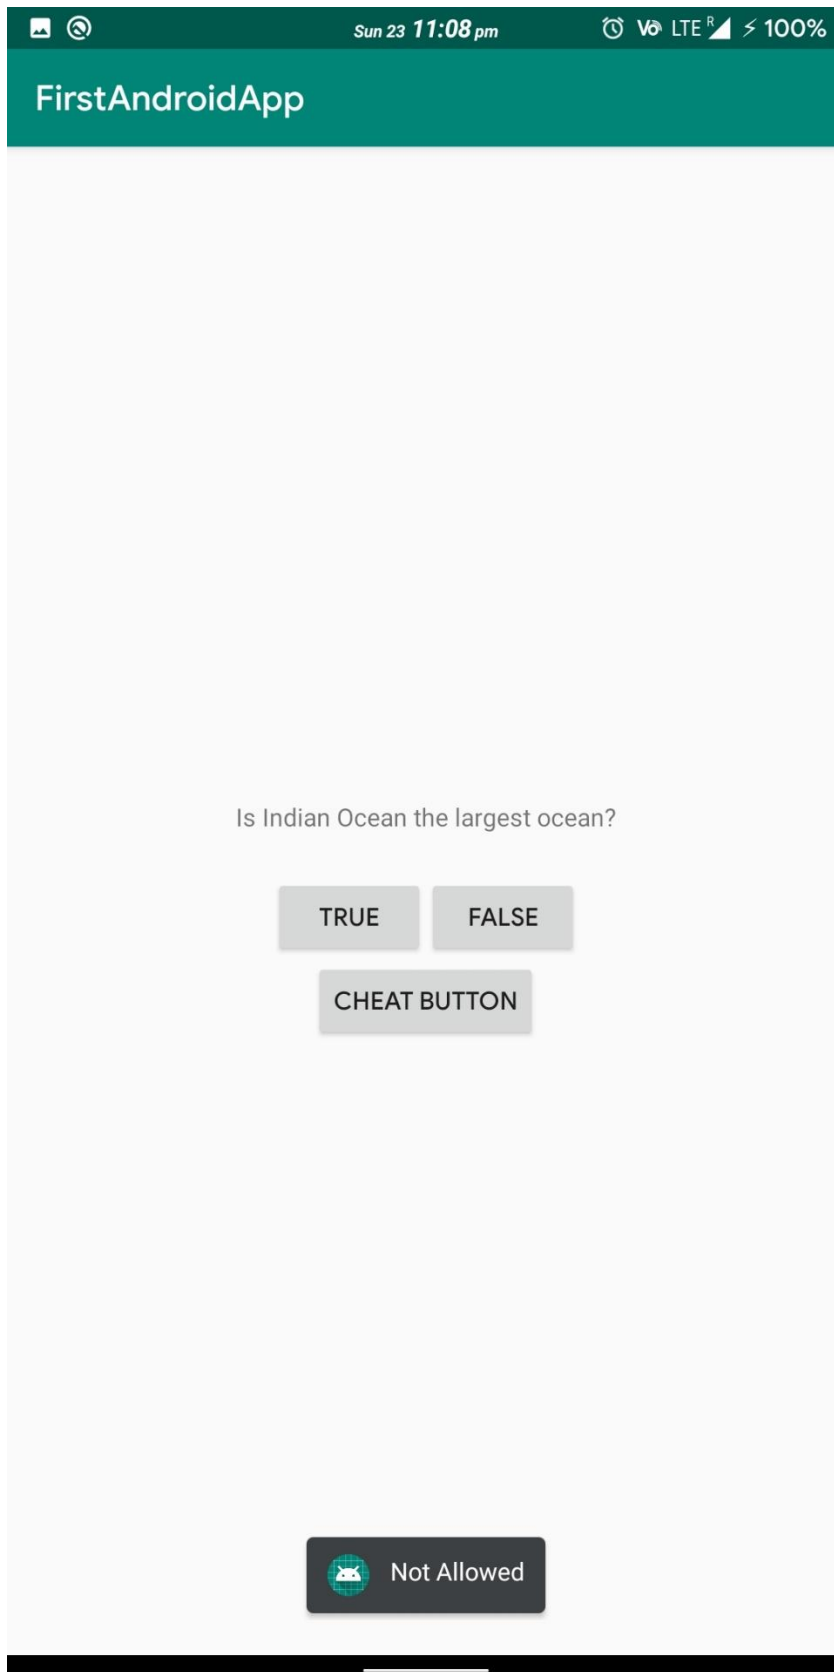 Sun 23 11:08 pm LTE R 100%
FirstAndroidApp
Is Indian Ocean the largest ocean?
TRUE FALSE
CHEAT BUTTON
Not Allowed